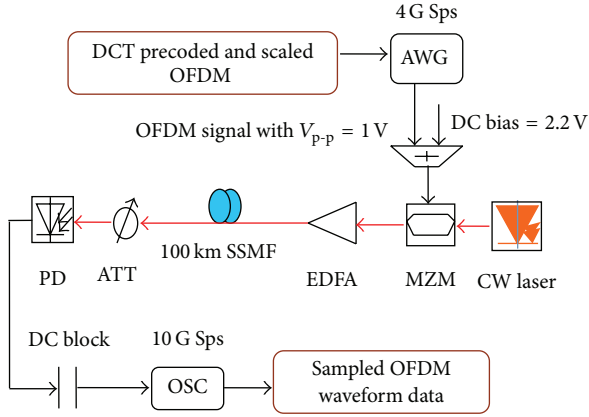 4 G Sps
DCT precoded and scaled
OFDM
AWG
OFDM signal with Vp-p = 1 V
DC bias = 2.2 V
+
100 km SSMF
PD
ATT
EDFA
MZM
CW laser
DC block
10 G Sps
OSC
Sampled OFDM
waveform data